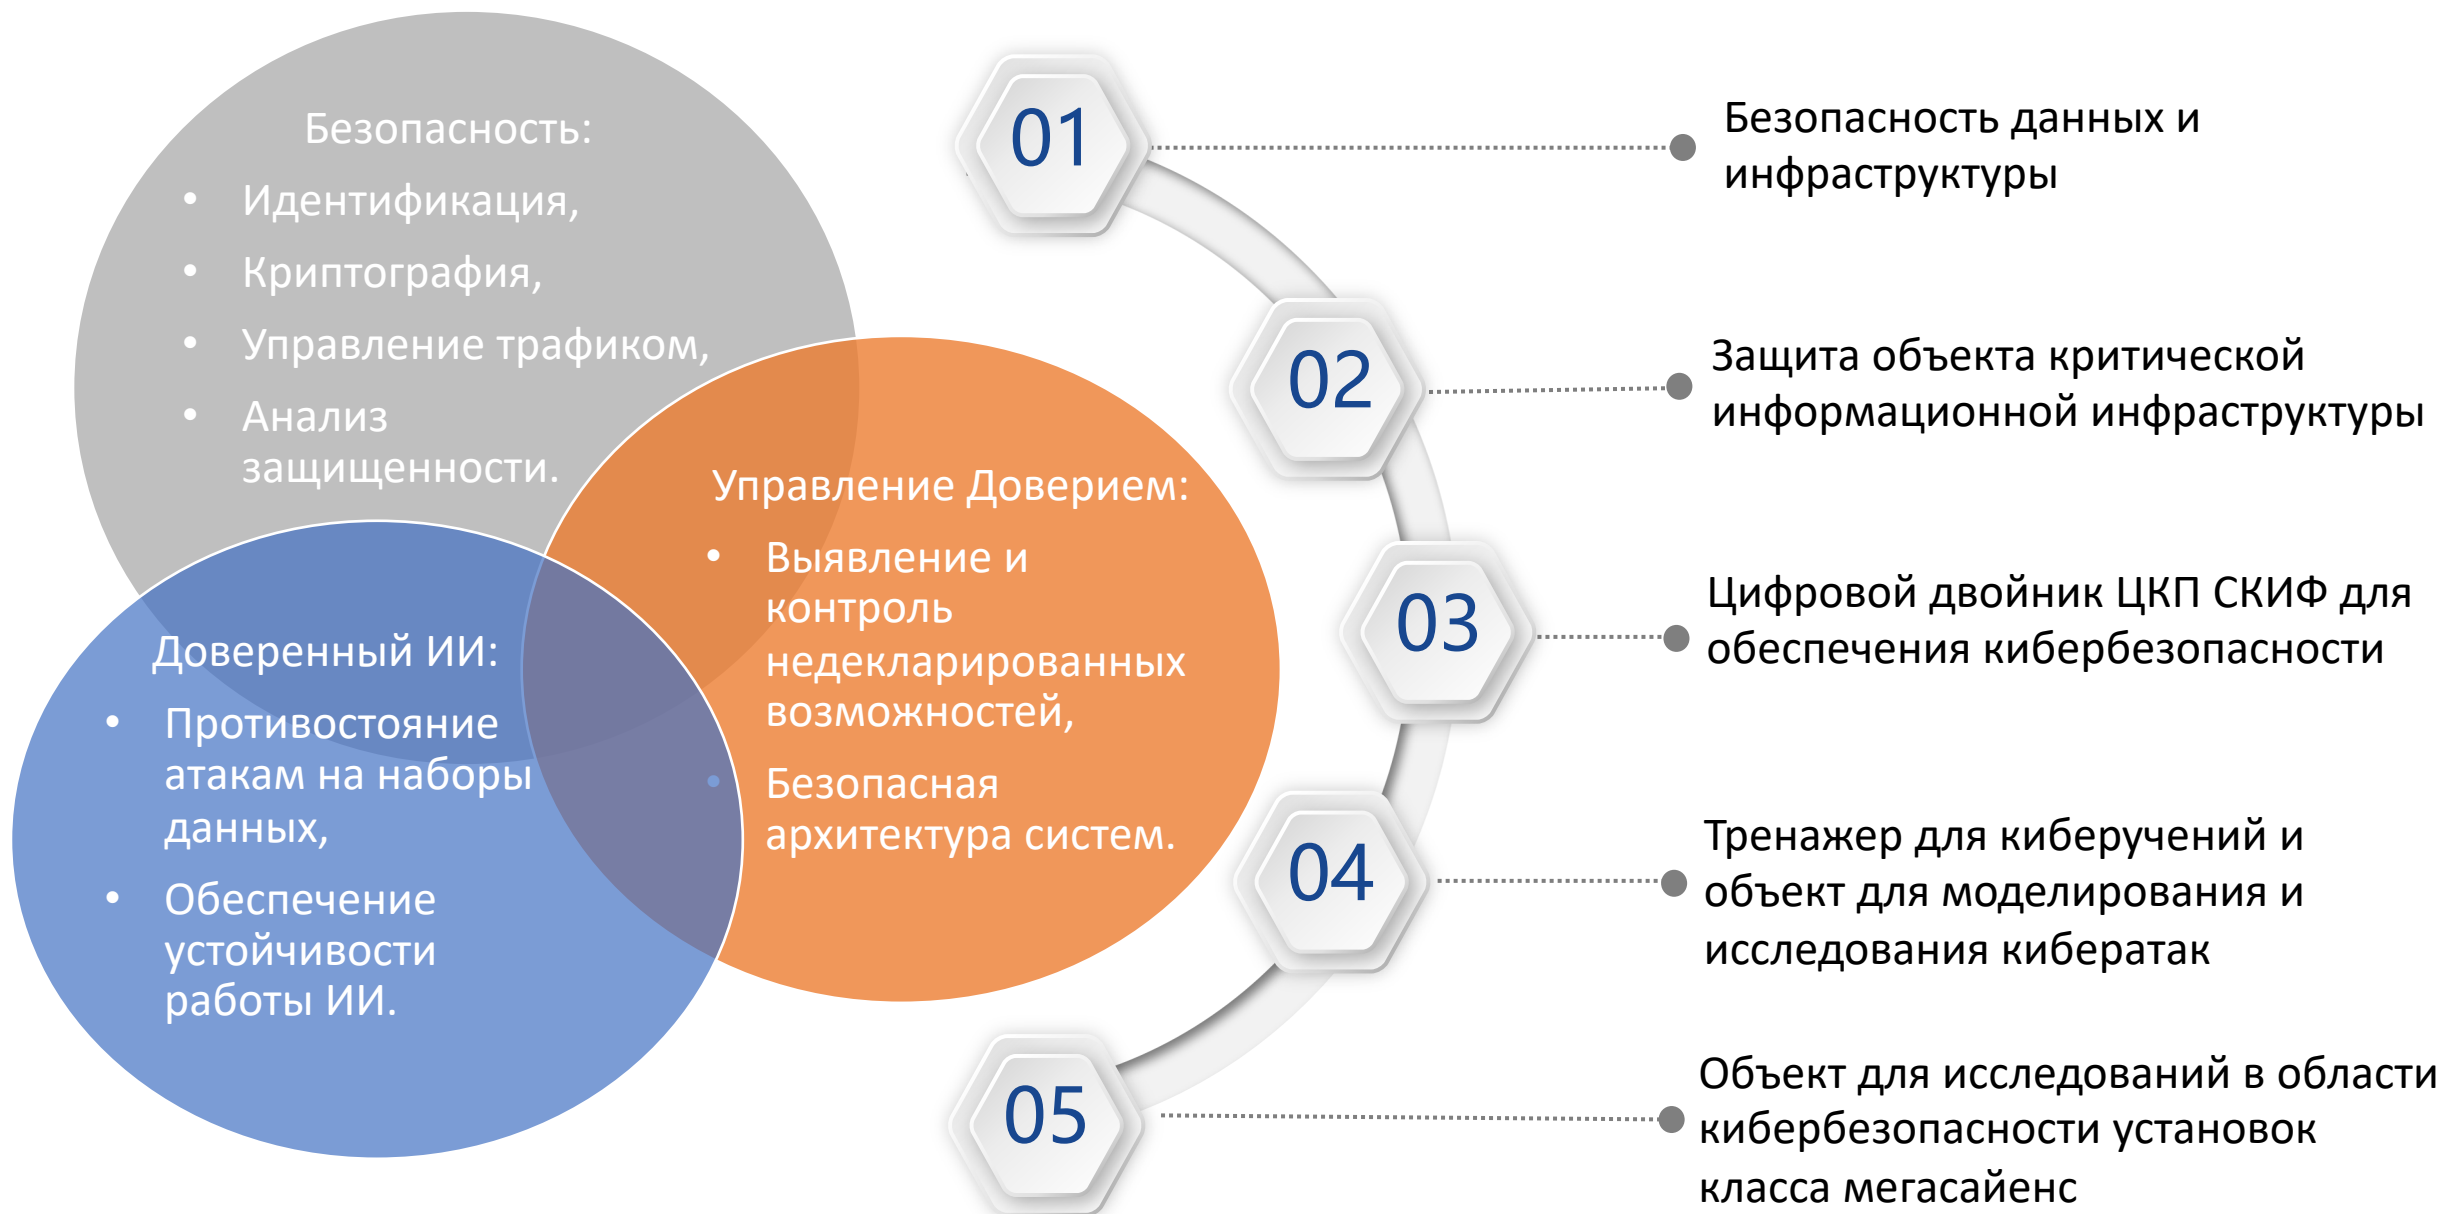 Безопасность:
• Идентификация,
• Криптография,
• Управление трафиком,
• Анализ
защищенности.
Управление Доверием:
• Выявление и
контроль
недекларированных
возможностей,
• Безопасная
архитектура систем.
Доверенный ИИ:
• Противостояние
атакам на наборы
данных,
• Обеспечение
устойчивости
работы ИИ.
01
Безопасность данных и
инфраструктуры
02
Защита объекта критической
информационной инфраструктуры
03
Цифровой двойник ЦКП СКИФ для
обеспечения кибербезопасности
04
Тренажер для киберучений и
объект для моделирования и
исследования кибератак
05
Объект для исследований в области
кибербезопасности установок
класса мегасайенс